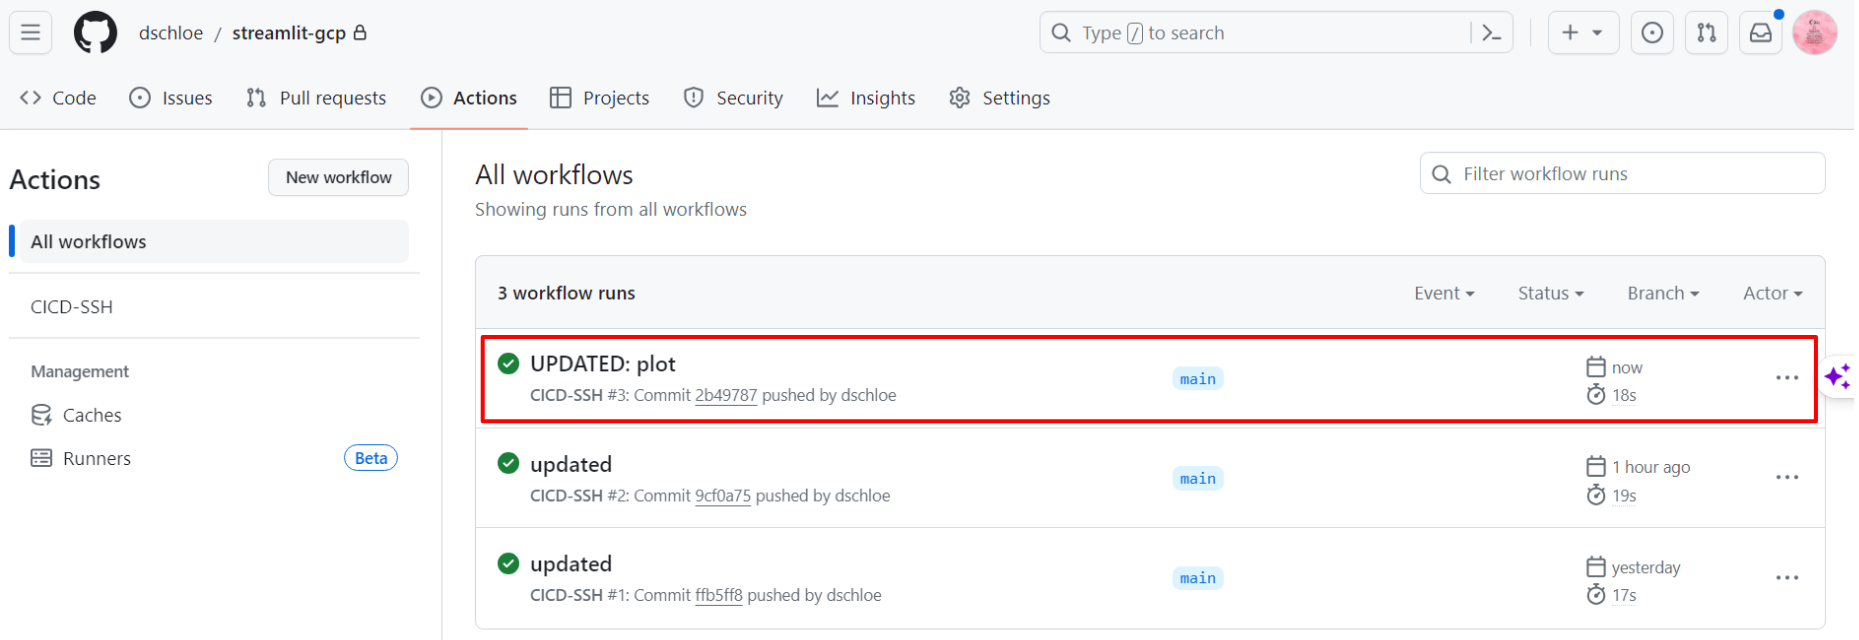 dschloe / streamlit-gcp
Type / to search
Code
Issues
Pull requests
Actions
Projects
Security
Insights
Settings
Actions
New workflow
All workflows
CICD-SSH
Management
Caches
Runners
Beta
All workflows
Showing runs from all workflows
Filter workflow runs
3 workflow runs
Event
Status
Branch
Actor
UPDATED: plot
CICD-SSH #3: Commit 2b49787 pushed by dschloe
main
now
18s
updated
CICD-SSH #2: Commit 9cf0a75 pushed by dschloe
main
1 hour ago
19s
updated
CICD-SSH #1: Commit ffb5ff8 pushed by dschloe
main
yesterday
17s